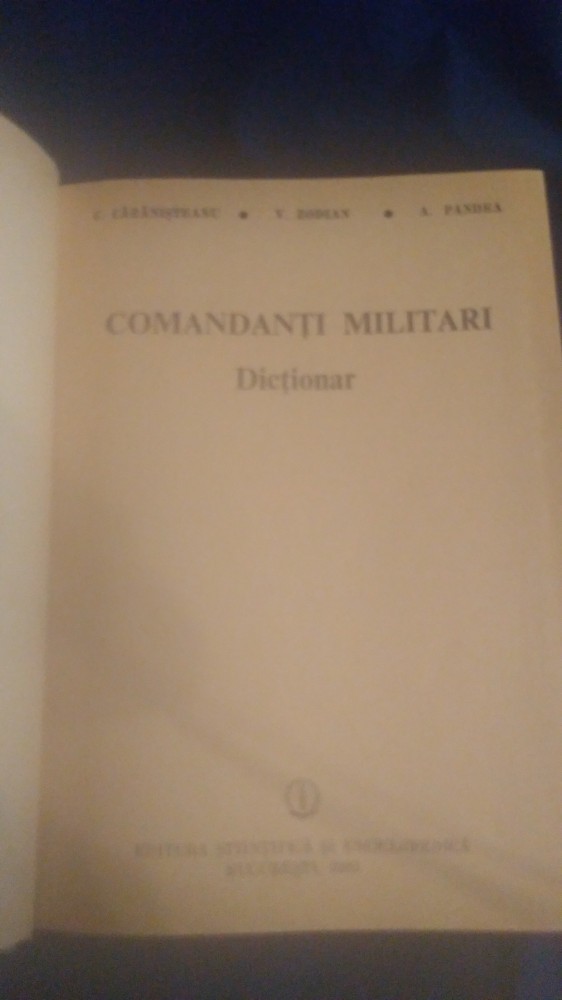 C. CĂZĂNIȘTEANU • V. ZODIAN • A. PANDEA
COMANDANȚI MILITARI
Dicționar
EDITURA ȘTIINȚIFICĂ ȘI ENCICLOPEDICĂ
BUCUREȘTI,